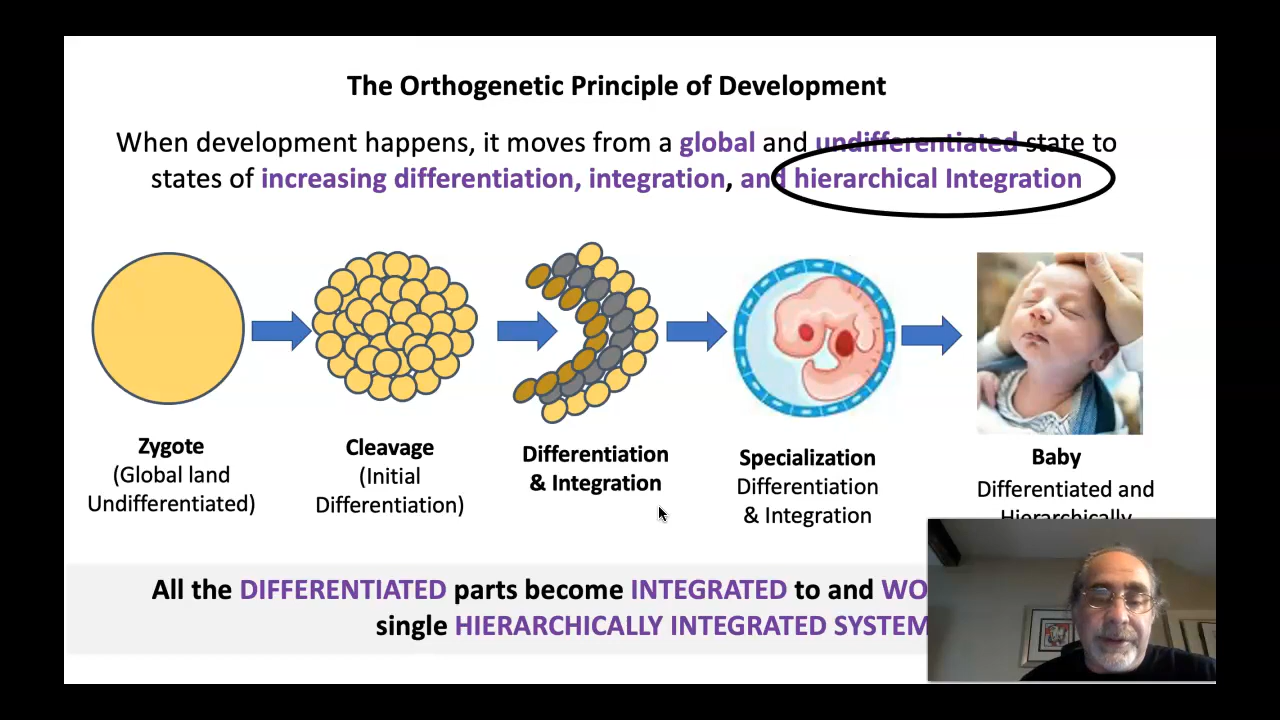 The Orthogenetic Principle of Development
When development happens, it moves from a global and undifferentiated state to
states of increasing differentiation, integration, and hierarchical Integration
Zygote
(Global land
Undifferentiated)
Cleavage
(Initial
Differentiation)
Differentiation
& Integration
Specialization
Differentiation
& Integration
Baby
Differentiated and
Hierarchically
All the DIFFERENTIATED parts become INTEGRATED to and WO
single HIERARCHICALLY INTEGRATED SYSTEM